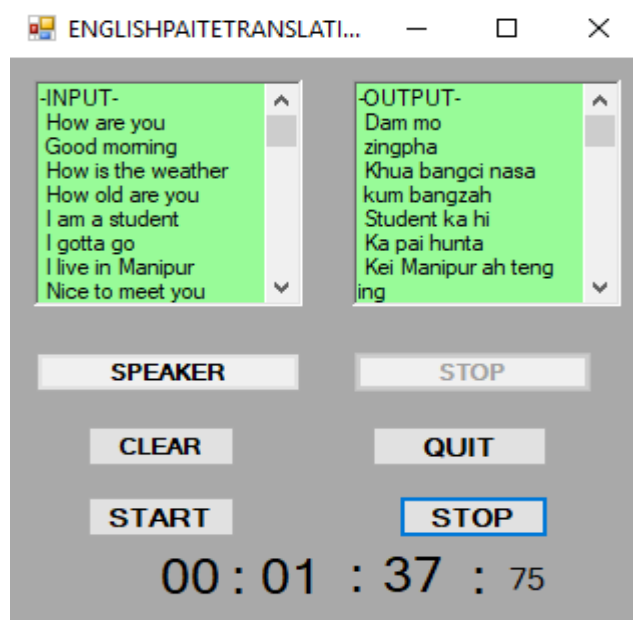 ENGLISHPAITETRANSLATI...
-INPUT-
How are you
Good morning
How is the weather
How old are you
I am a student
I gotta go
I live in Manipur
Nice to meet you
-OUTPUT-
Dam mo
zingpha
Khua bangci nasa
kum bangzah
Student ka hi
Ka pai hunta
Kei Manipur ah teng
ing
SPEAKER
STOP
CLEAR
QUIT
START
STOP
00 : 01 : 37 : 75